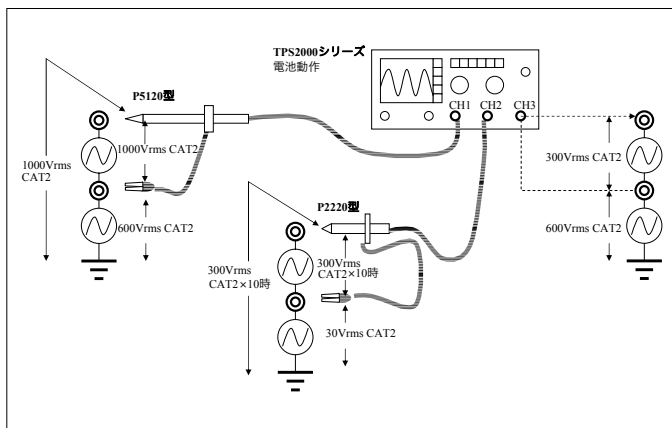 TPS2000シリーズ
電池動作
P5120型
CH1
CH2
CH3
1000Vrms CAT2
1000Vrms
CAT2
600Vrms CAT2
300Vrms CAT2
600Vrms CAT2
P2220型
300Vrms
CAT2×10時
300Vrms
CAT2×10時
30Vrms CAT2